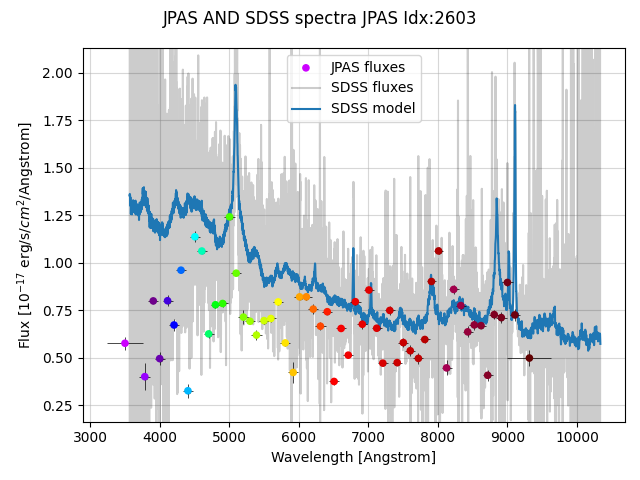 JPAS AND SDSS spectra JPAS Idx:2603
JPAS fluxes
SDSS fluxes
SDSS model
Flux [10⁻¹⁷ erg/s/cm²/Angstrom]
2.00
1.75
1.50
1.25
1.00
0.75
0.50
0.25
3000 4000 5000 6000 7000 8000 9000 10000
Wavelength [Angstrom]